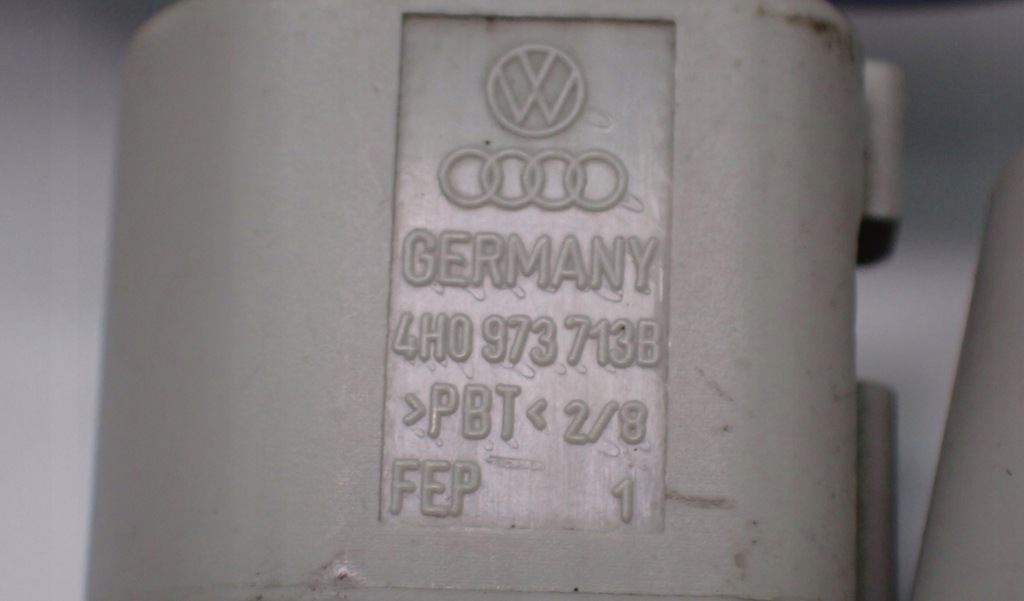 GERMANY
4H0 973 713B
>PBT< 2/8
FEP 1